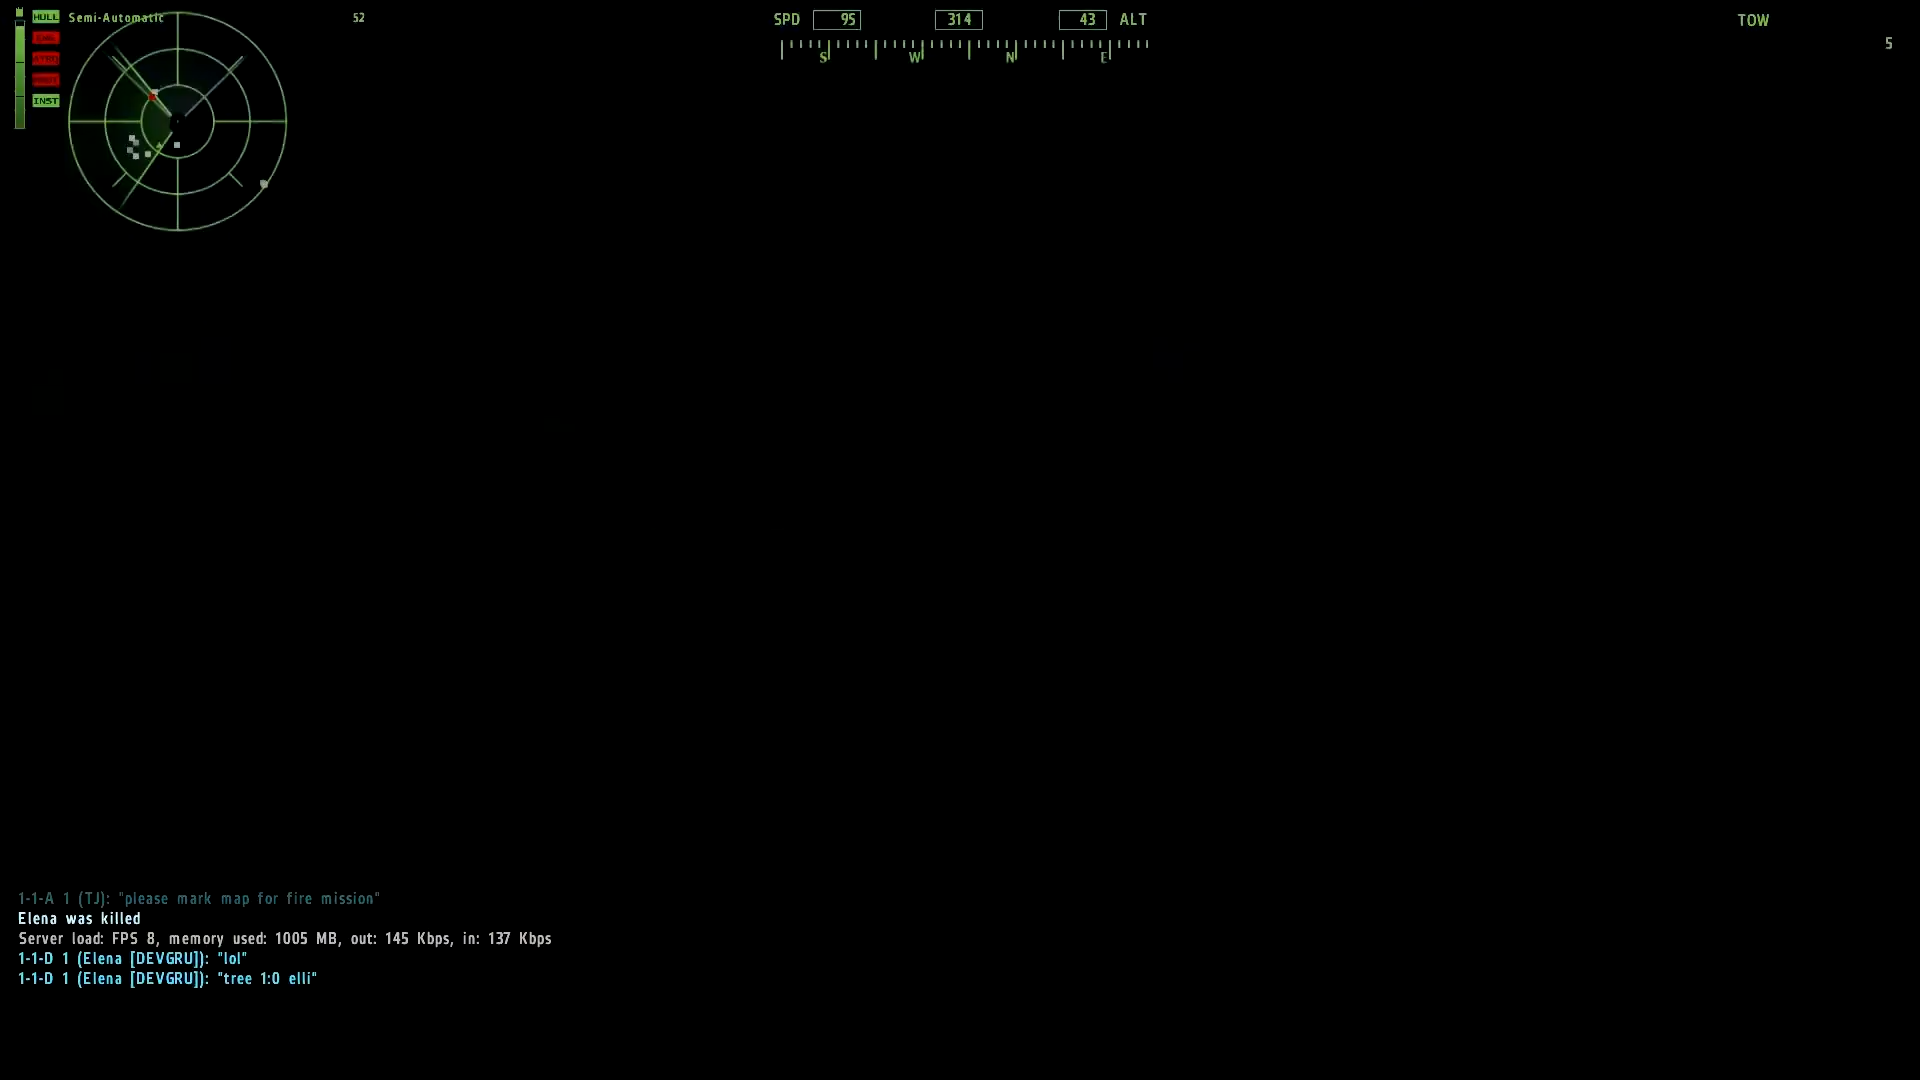 HULL Semi-Automatic 52
SPD 95 314 43 ALT
TOW
5
ENG
ATRQ
INST
S W N E
1-1-A 1 (TJ): "please mark map for fire mission"
Elena was killed
Server load: FPS 8, memory used: 1005 MB, out: 145 Kbps, in: 137 Kbps
1-1-D 1 (Elena [DEVGRU]): "lol"
1-1-D 1 (Elena [DEVGRU]): "tree 1:0 elli"